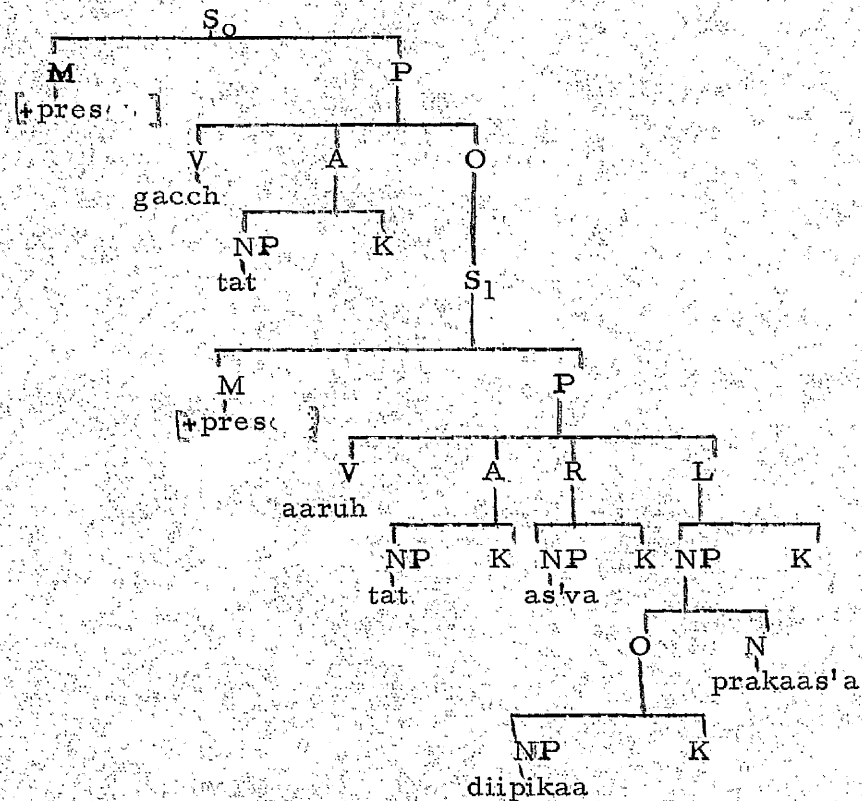 S₀
M P
[+pres ]
V A O
gacch
NP K
tat
S₁
M P
[+pres ]
V A R L
aaruh
NP K NP K NP K
tat as'va
O N
prakaas'a
NP K
diipikaa